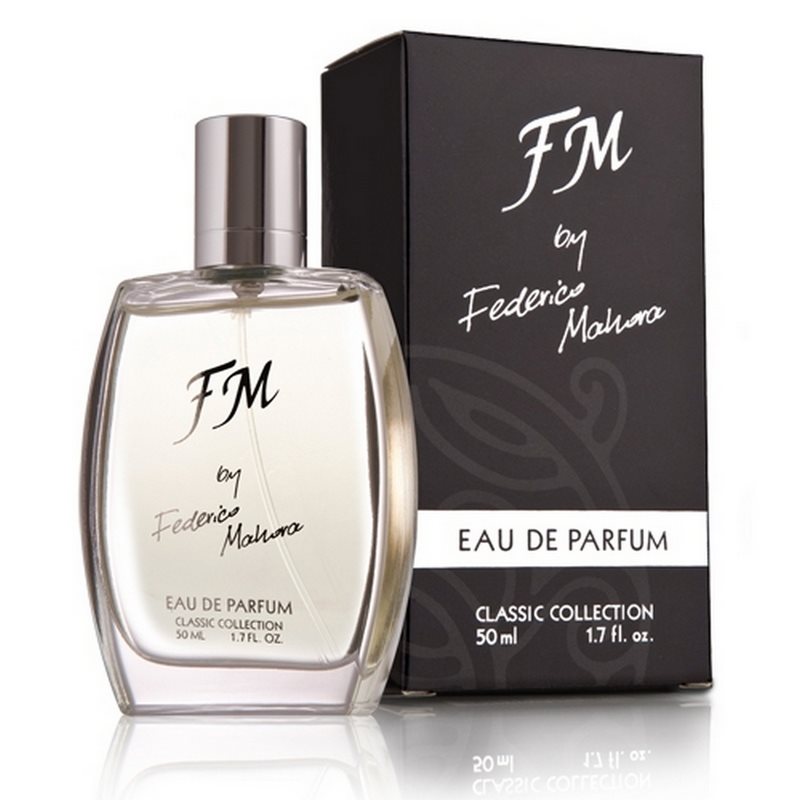 FM
by
Federico
Mahora
EAU DE PARFUM
CLASSIC COLLECTION
50 ML 1.7 FL. OZ.
FM
by
Federico
Mahora
EAU DE PARFUM
CLASSIC COLLECTION
50 ml 1.7 fl. oz.